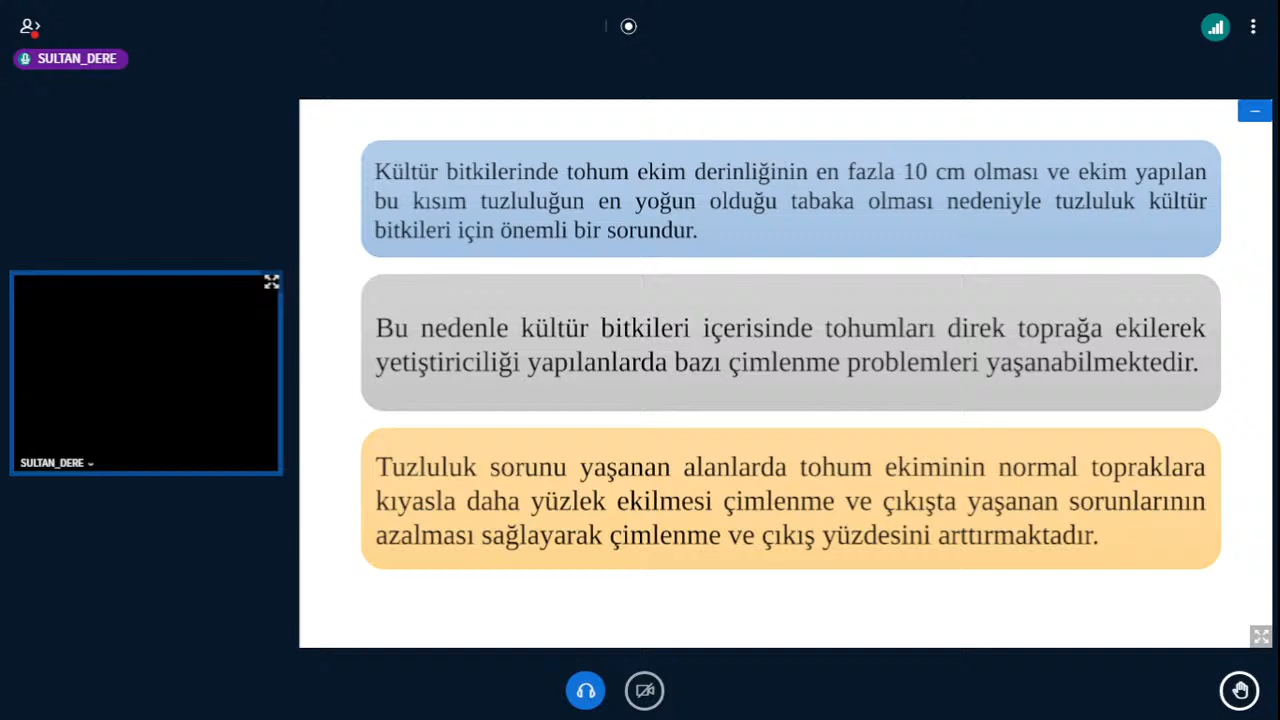 SULTAN_DERE
Kültür bitkilerinde tohum ekim derinliğinin en fazla 10 cm olması ve ekim yapılan
bu kısım tuzluluğun en yoğun olduğu tabaka olması nedeniyle tuzluluk kültür
bitkileri için önemli bir sorundur.
Bu nedenle kültür bitkileri içerisinde tohumları direk toprağa ekilerek
yetiştiriciliği yapılanlarda bazı çimlenme problemleri yaşanabilmektedir.
Tuzluluk sorunu yaşanan alanlarda tohum ekiminin normal topraklara
kıyasla daha yüzlek ekilmesi çimlenme ve çıkışta yaşanan sorunlarının
azalması sağlayarak çimlenme ve çıkış yüzdesini arttırmaktadır.
SULTAN_DERE